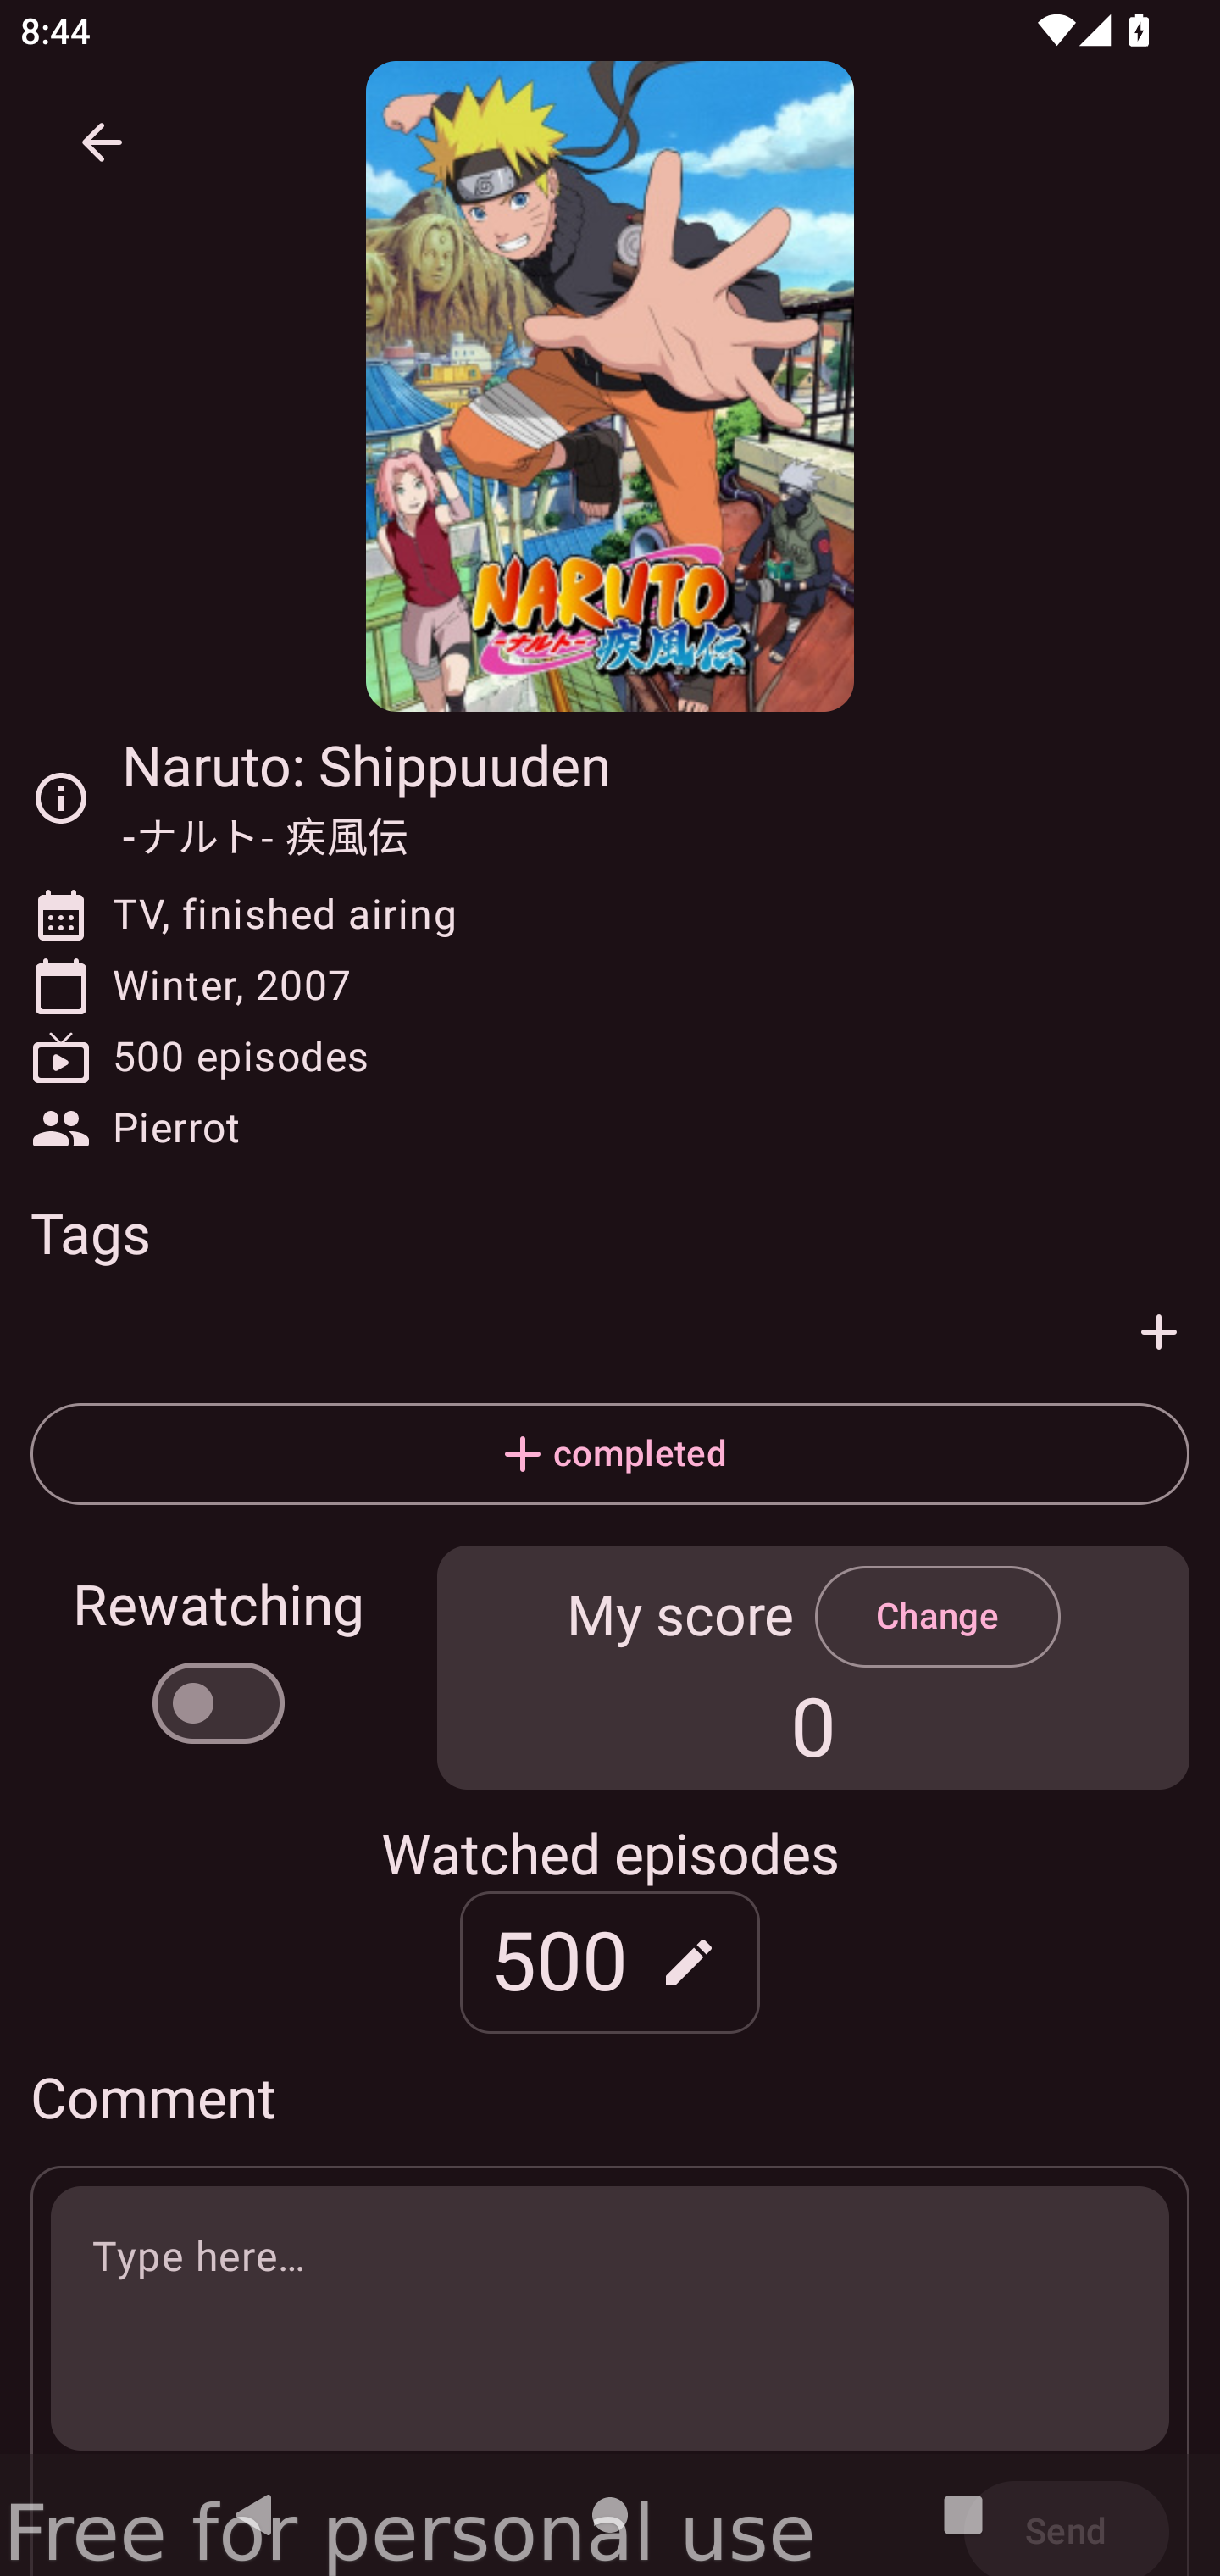 8:44
NARUTO
-ナルト- 疾風伝
Naruto: Shippuuden
-ナルト- 疾風伝
TV, finished airing
Winter, 2007
500 episodes
Pierrot
Tags
completed
Rewatching
My score
Change
0
Watched episodes
500
Comment
Type here…
Send
Free for personal use